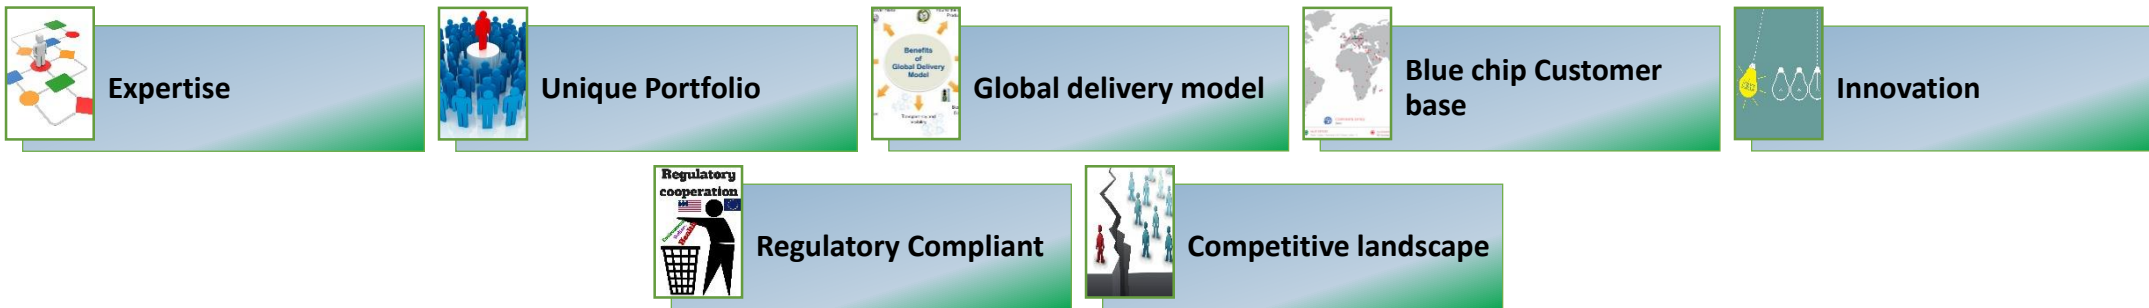 Expertise
Unique Portfolio
Benefits
of
Global Delivery
Model
Global delivery model
Blue chip Customer
base
Innovation
Regulatory
cooperation
Health
Regulatory Compliant
Competitive landscape